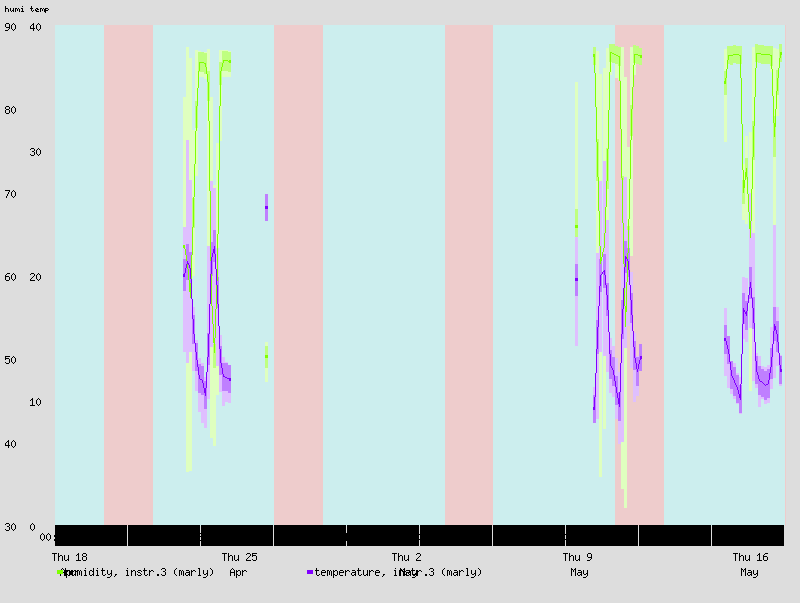 humi temp
90 40
80
30
70
60 20
50
10
40
30 0
00:
Thu 18 Thu 25 Thu 2 Thu 9 Thu 16
Apr May May
humidity, instr.3 (marly) temperature, instr.3 (marly)